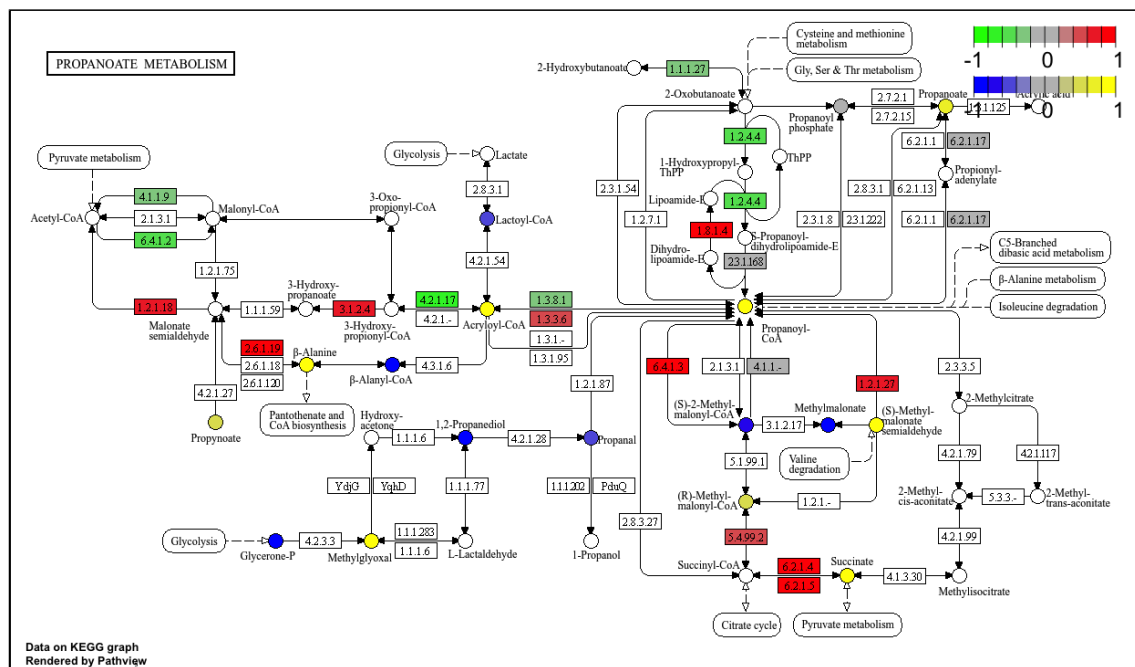 PROPANOATE METABOLISM
Cysteine and methionine
metabolism
Gly, Ser & Thr metabolism
-1 0 1
-1 0 1
2-Hydroxybutanoate
1.1.1.27
2-Oxobutanoate
Propanoyl
phosphate
2.7.2.1
2.7.2.15
Propanoate
1.2.1.125
Acrylic acid
Pyruvate metabolism
Glycolysis
Lactate
2.8.3.1
Lactoyl-CoA
4.2.1.54
1.2.4.4
ThPP
1-Hydroxypropyl-
ThPP
Lipoamide-E
1.2.4.4
1.8.1.4
S-Propanoyl-
dihydrolipoamide-E
Dihydro-
lipoamide-E
2.3.1.168
2.3.1.54
1.2.7.1
2.3.1.8
2.3.1.222
2.8.3.1
6.2.1.13
6.2.1.1
6.2.1.17
Propionyl-
adenylate
6.2.1.1
6.2.1.17
C5-Branched
dibasic acid metabolism
β-Alanine metabolism
Isoleucine degradation
Acetyl-CoA
4.1.1.9
2.1.3.1
6.4.1.2
Malonyl-CoA
3-Oxo-
propionyl-CoA
1.2.1.75
1.2.1.18
Malonate
semialdehyde
1.1.1.59
3-Hydroxy-
propanoate
3.1.2.4
3-Hydroxy-
propionyl-CoA
4.2.1.17
4.2.1.-
Acryloyl-CoA
1.3.8.1
1.3.3.6
1.3.1.-
1.3.1.95
Propanoyl-
CoA
2.6.1.19
2.6.1.18
2.6.1.120
β-Alanine
β-Alanyl-CoA
4.3.1.6
4.2.1.27
Propynoate
Pantothenate and
CoA biosynthesis
1.2.1.87
6.4.1.3
2.1.3.1
4.1.1.-
1.2.1.27
2.3.3.5
(S)-2-Methyl-
malonyl-CoA
3.1.2.17
Methylmalonate
(S)-Methyl-
malonate
semialdehyde
2-Methylcitrate
Hydroxy-
acetone
1.1.1.6
1,2-Propanediol
4.2.1.28
Propanal
Valine
degradation
5.1.99.1
4.2.1.79
4.2.1.117
YdjG
YqhD
1.1.1.77
1.1.1.202
PduQ
(R)-Methyl-
malonyl-CoA
1.2.1.-
2-Methyl-
cis-aconitate
5.3.3.-
2-Methyl-
trans-aconitate
2.8.3.27
5.4.99.2
4.2.1.99
Glycolysis
Glycerone-P
4.2.3.3
Methylglyoxal
1.1.1.283
1.1.1.6
L-Lactaldehyde
1-Propanol
Succinyl-CoA
6.2.1.4
6.2.1.5
Succinate
4.1.3.30
Methylisocitrate
Citrate cycle
Pyruvate metabolism
Data on KEGG graph
Rendered by Pathview